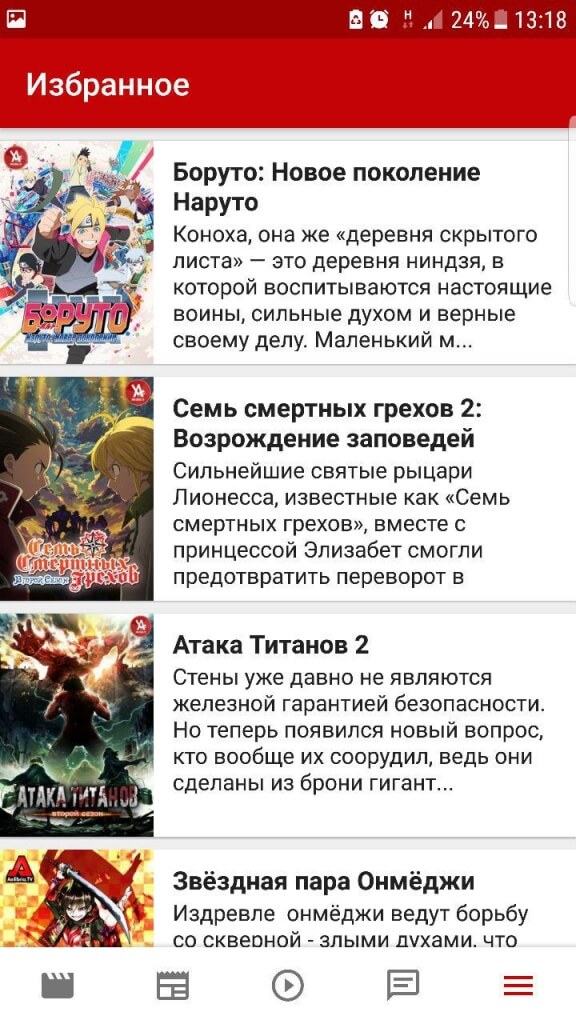 H 24% 13:18
Избранное
Боруто: Новое поколение
Наруто
Коноха, она же «деревня скрытого
листа» — это деревня ниндзя, в
которой воспитываются настоящие
воины, сильные духом и верные
своему делу. Маленький м...
БОРУТО
Семь смертных грехов 2:
Возрождение заповедей
Сильнейшие святые рыцари
Лионесса, известные как «Семь
смертных грехов», вместе с
принцессой Элизабет смогли
предотвратить переворот в
Семь
Смертных
Второй Сезон Грехов
Атака Титанов 2
Стены уже давно не являются
железной гарантией безопасности.
Но теперь появился новый вопрос,
кто вообще их соорудил, ведь они
сделаны из брони гигант...
АТАКА ТИТАНОВ
ВТОРОЙ СЕЗОН
Звёздная пара Онмёджи
Издревле онмёджи ведут борьбу
со скверной - злыми духами, что
AniLibria.TV